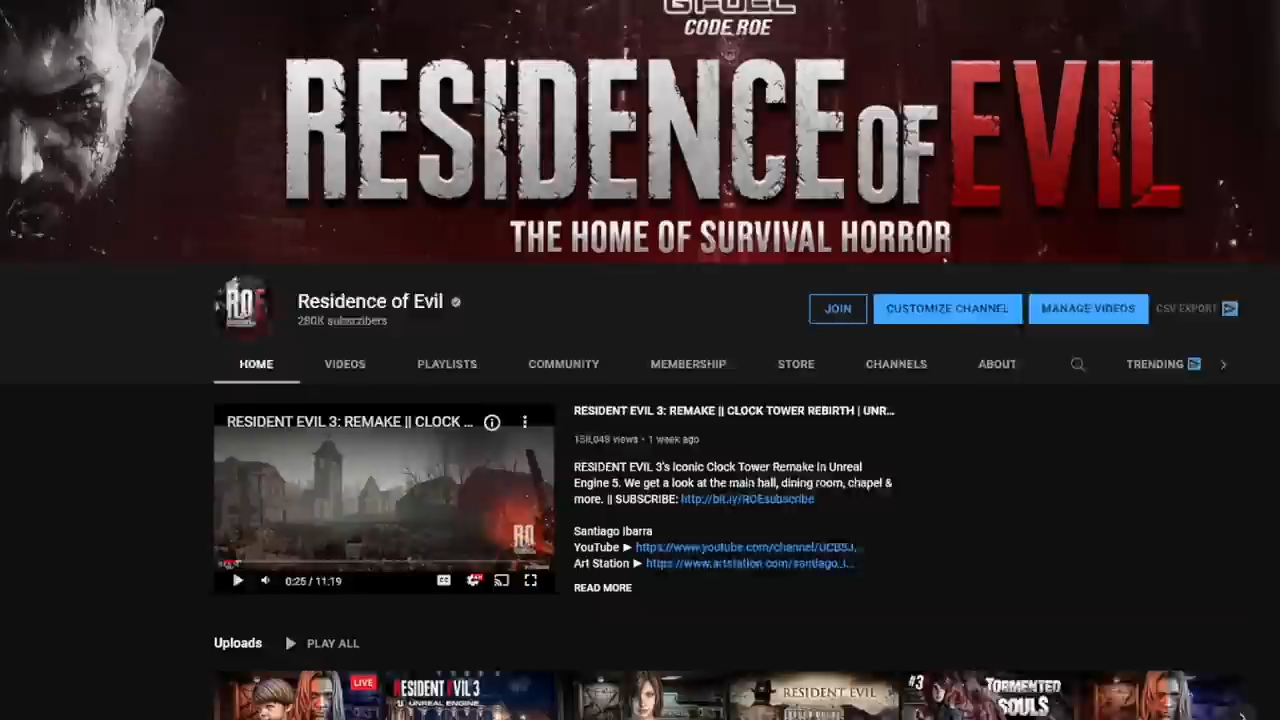 G FUEL
CODE ROE
RESIDENCE OF EVIL
THE HOME OF SURVIVAL HORROR
ROE
Residence of Evil
280K subscribers
JOIN
CUSTOMIZE CHANNEL
MANAGE VIDEOS
CSV EXPORT
HOME
VIDEOS
PLAYLISTS
COMMUNITY
MEMBERSHIP
STORE
CHANNELS
ABOUT
TRENDING
RESIDENT EVIL 3: REMAKE || CLOCK ...
0:25 / 11:19
RESIDENT EVIL 3: REMAKE || CLOCK TOWER REBIRTH | UNR...
158,048 views • 1 week ago
RESIDENT EVIL 3's Iconic Clock Tower Remake in Unreal
Engine 5. We get a look at the main hall, dining room, chapel &
more. || SUBSCRIBE: http://bit.ly/ROEsubscribe
Santiago Ibarra
YouTube ► https://www.youtube.com/channel/UCBSJ...
Art Station ► https://www.artstation.com/santiago_i...
READ MORE
Uploads
PLAY ALL
LIVE
RESIDENT EVIL 3
UNREAL ENGINE
RESIDENT EVIL
#3
TORMENTED
SOULS